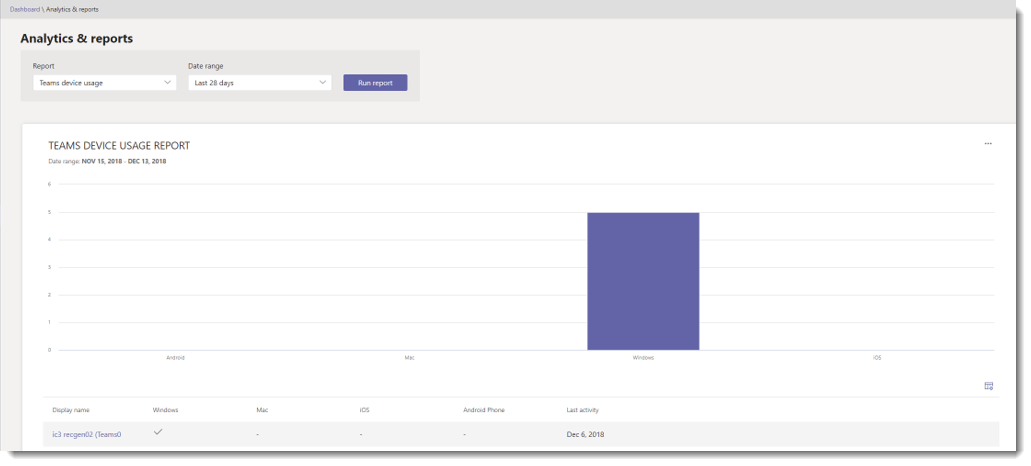 Dashboard \ Analytics & reports
Analytics & reports
Report Date range
Teams device usage Last 28 days Run report
TEAMS DEVICE USAGE REPORT
Date range: NOV 15, 2018 - DEC 13, 2018
6
5
4
3
2
1
0
Android Mac Windows iOS
Display name Windows Mac iOS Android Phone Last activity
ic3 recgen02 (Teams0 - - - Dec 6, 2018